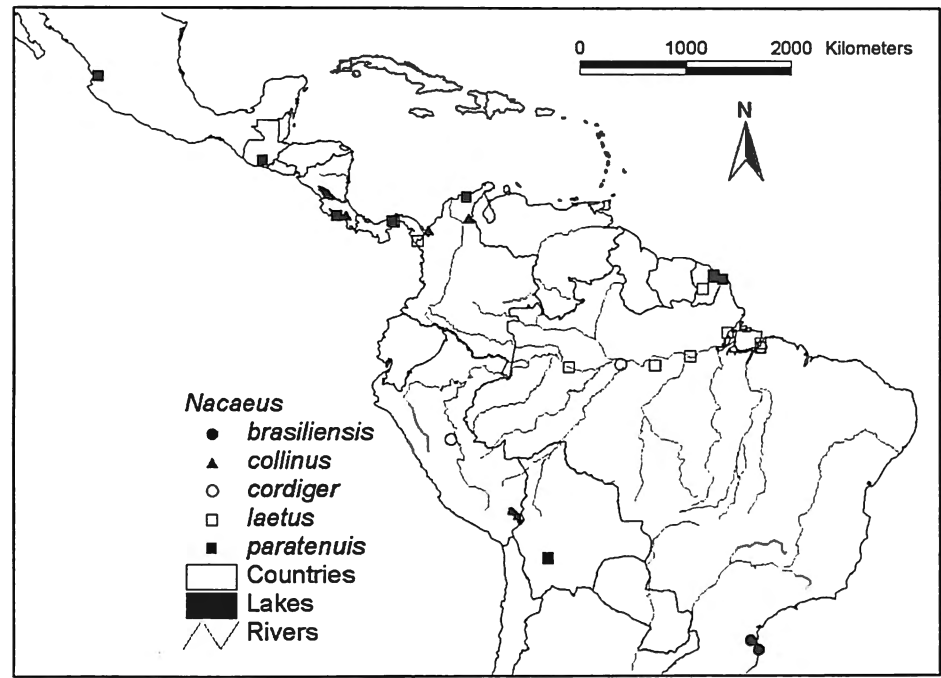 0 1000 2000 Kilometers
N
Nacaeus
brasiliensis
collinus
cordiger
laetus
paratenuis
Countries
Lakes
Rivers